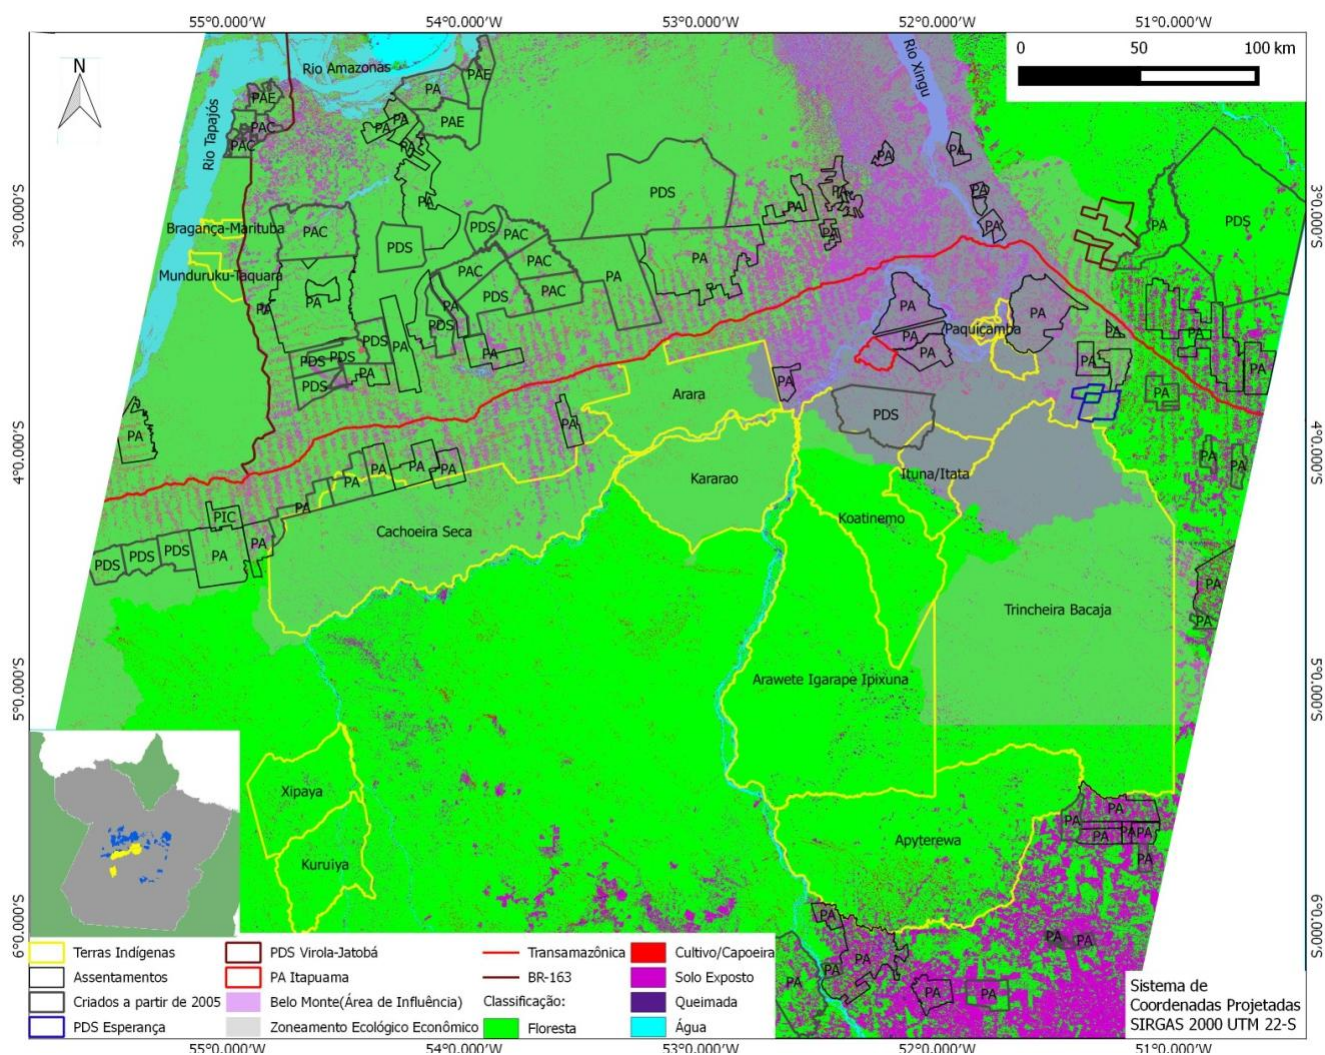 55°0.000'W 54°0.000'W 53°0.000'W 52°0.000'W 51°0.000'W
N
0 50 100 km
Rio Amazonas
Rio Tapajós
Rio Xingu
PAE
PA
PAE
PAE
PAC
PAC
PA
PA
PA
PA
PA
PA
PDS
PA
PA
PA
PA
PA
PA
PDS
3°0.000'S
3°0.000'S
Bragança-Marituba
Munduruku-Taquara
PAC
PDS
PDS
PAC
PAC
PAC
PDS
PA
PA
PA
PA
PA
PDS
PDS
PDS
PDS
PA
PA
PA
PA
PA
PA
PA
Paquicamba
PA
PA
PA
PA
PA
PA
Arara
PA
PDS
PA
PA
PA
4°0.000'S
4°0.000'S
PA
PA
PA
PA
PA
PA
Kararao
Ituna/Itata
PIC
PA
Koatinemo
Cachoeira Seca
PDS
PDS
PDS
PA
PA
PA
PA
Trincheira Bacaja
Arawete Igarape Ipixuna
5°0.000'S
5°0.000'S
Xipaya
Kuruiya
Apyterewa
PA
PA
PA
PA
PA
PA
6°0.000'S
6°0.000'S
PA
PA
PA
PA
PA
PA
PA
PA
Terras Indígenas
Assentamentos
Criados a partir de 2005
PDS Esperança
PDS Virola-Jatobá
PA Itapuama
Belo Monte(Área de Influência)
Zoneamento Ecológico Econômico
Transamazônica
BR-163
Classificação:
Floresta
Cultivo/Capoeira
Solo Exposto
Queimada
Água
Sistema de
Coordenadas Projetadas
SIRGAS 2000 UTM 22-S
55°0.000'W 54°0.000'W 53°0.000'W 52°0.000'W 51°0.000'W